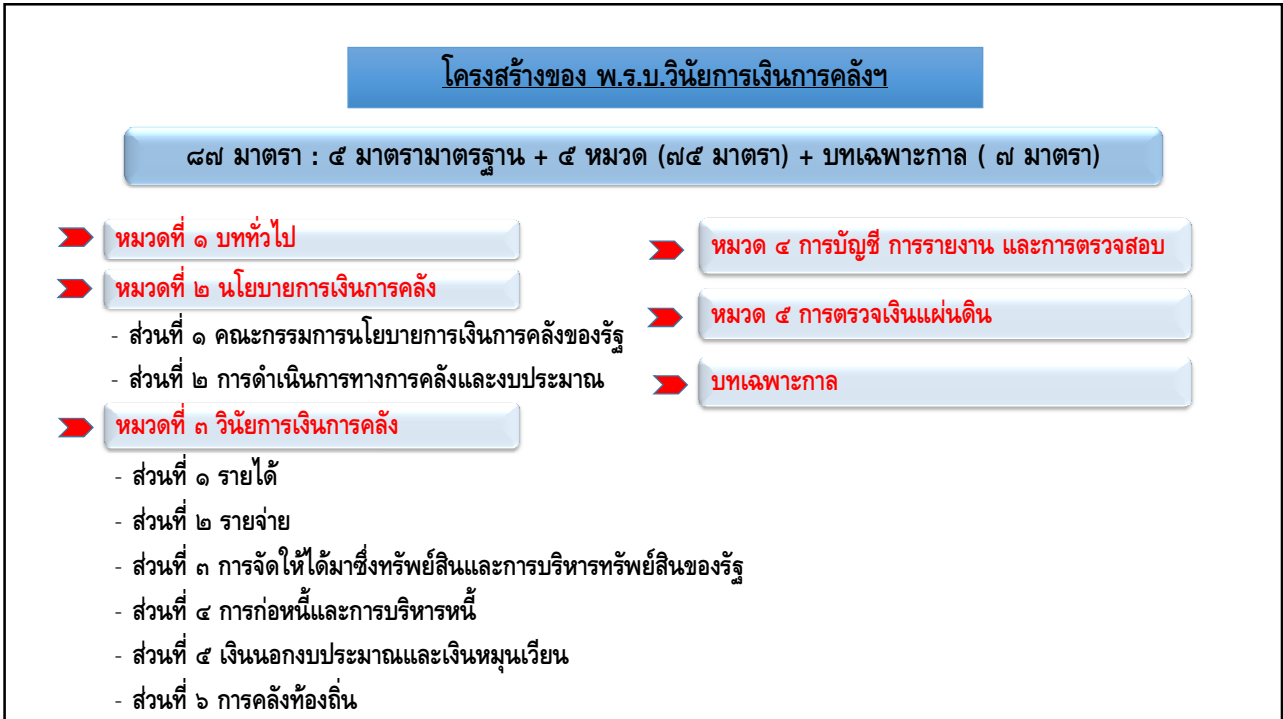 โครงสร้างของ พ.ร.บ.วินัยการเงินการคลังฯ
๘๗ มาตรา : ๕ มาตรามาตรฐาน + ๕ หมวด (๗๕ มาตรา) + บทเฉพาะกาล ( ๗ มาตรา)
หมวดที่ ๑ บททั่วไป
หมวดที่ ๒ นโยบายการเงินการคลัง
- ส่วนที่ ๑ คณะกรรมการนโยบายการเงินการคลังของรัฐ
- ส่วนที่ ๒ การดำเนินการทางการคลังและงบประมาณ
หมวดที่ ๓ วินัยการเงินการคลัง
- ส่วนที่ ๑ รายได้
- ส่วนที่ ๒ รายจ่าย
- ส่วนที่ ๓ การจัดให้ได้มาซึ่งทรัพย์สินและการบริหารทรัพย์สินของรัฐ
- ส่วนที่ ๔ การก่อหนี้และการบริหารหนี้
- ส่วนที่ ๕ เงินนอกงบประมาณและเงินหมุนเวียน
- ส่วนที่ ๖ การคลังท้องถิ่น
หมวด ๔ การบัญชี การรายงาน และการตรวจสอบ
หมวด ๕ การตรวจเงินแผ่นดิน
บทเฉพาะกาล